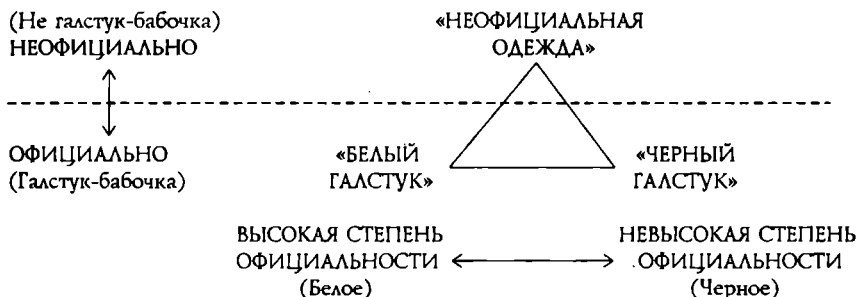 (Не галстук-бабочка)
НЕОФИЦИАЛЬНО
«НЕОФИЦИАЛЬНАЯ
ОДЕЖДА»
ОФИЦИАЛЬНО
(Галстук-бабочка)
«БЕЛЫЙ
ГАЛСТУК»
«ЧЕРНЫЙ
ГАЛСТУК»
ВЫСОКАЯ СТЕПЕНЬ
ОФИЦИАЛЬНОСТИ
(Белое)
НЕВЫСОКАЯ СТЕПЕНЬ
ОФИЦИАЛЬНОСТИ
(Черное)